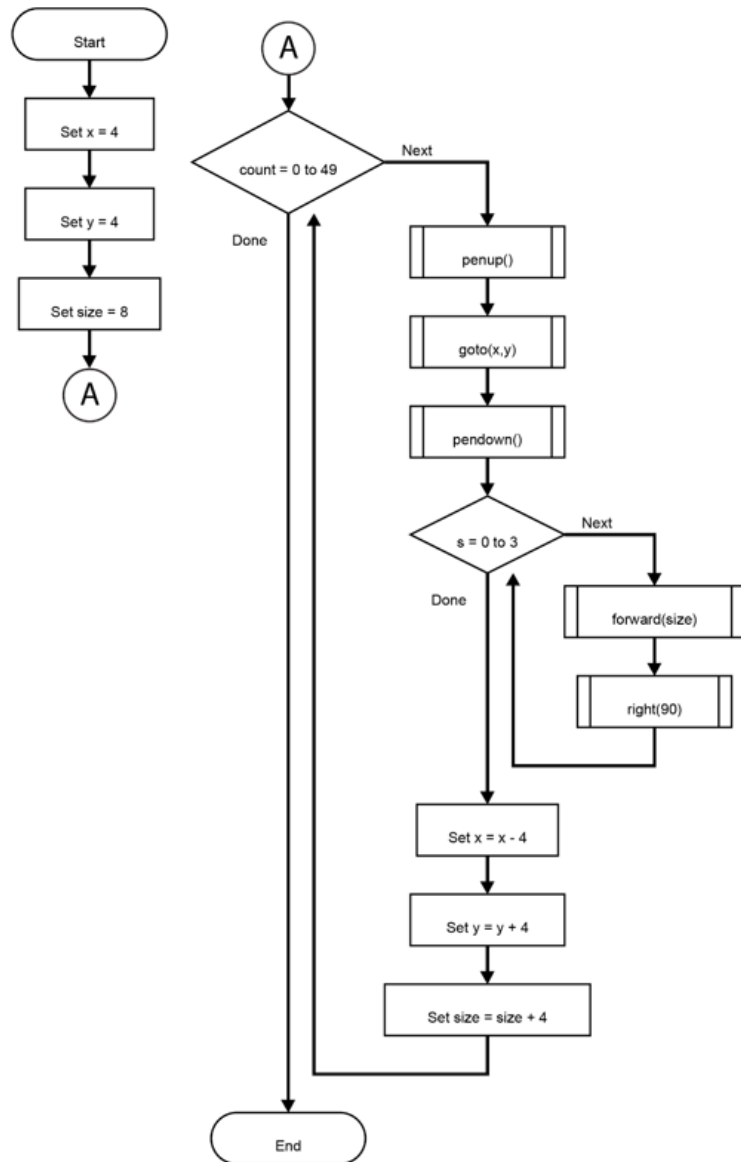 Start
Set x = 4
Set y = 4
Set size = 8
A
A
count = 0 to 49
Next
Done
penup()
goto(x,y)
pendown()
s = 0 to 3
Next
Done
forward(size)
right(90)
Set x = x - 4
Set y = y + 4
Set size = size + 4
End